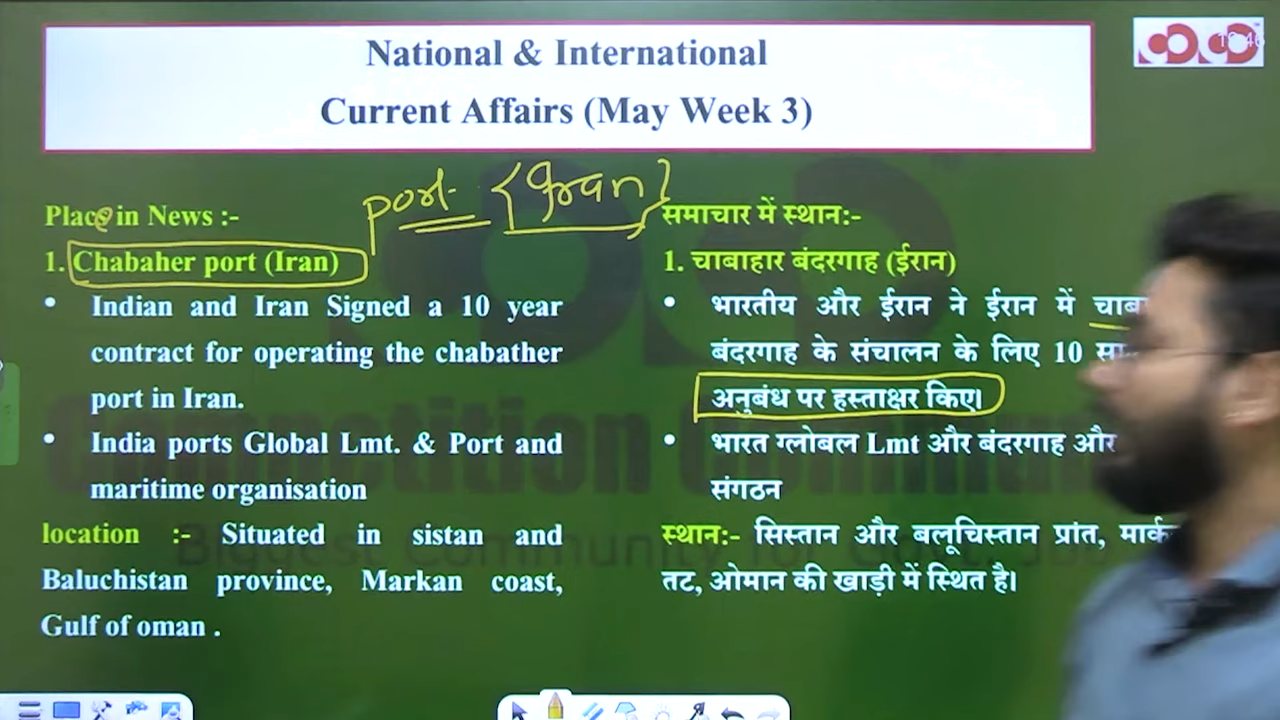 National & International
Current Affairs (May Week 3)
port {Iran}
Place in News :-
1. Chabaher port (Iran)
• Indian and Iran Signed a 10 year
contract for operating the chabather
port in Iran.
• India ports Global Lmt. & Port and
maritime organisation
location :- Situated in sistan and
Baluchistan province, Markan coast,
Gulf of oman .
समाचार में स्थान:-
1. चाबाहार बंदरगाह (ईरान)
• भारतीय और ईरान ने ईरान में
बंदरगाह के संचालन के लिए 10
अनुबंध पर हस्ताक्षर किए।
• भारत ग्लोबल Lmt और बंदरगाह और
संगठन
स्थान:- सिस्तान और बलूचिस्तान प्रांत,
तट, ओमान की खाड़ी में स्थित है।